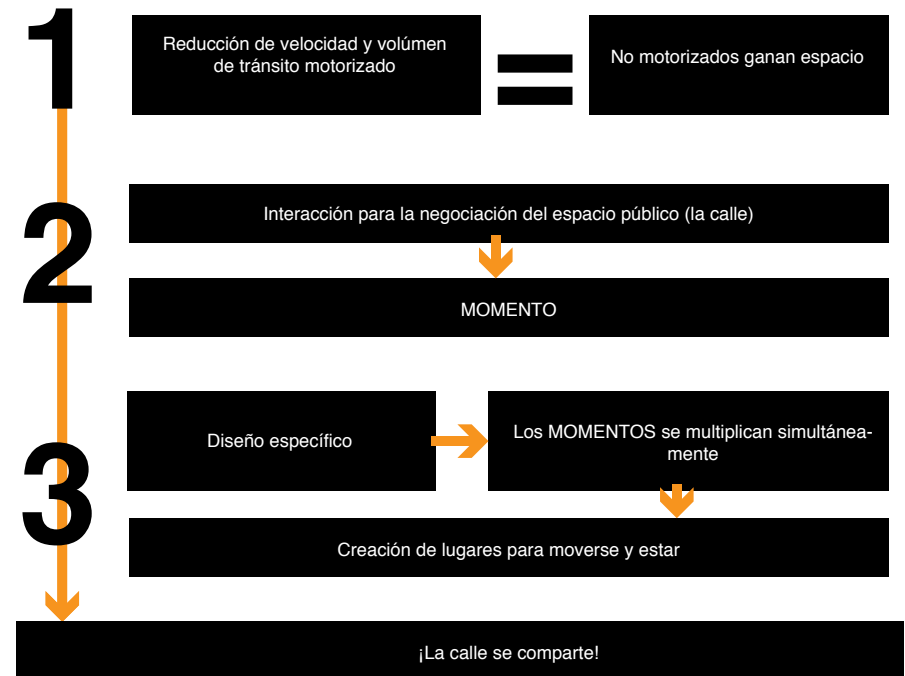 1
Reducción de velocidad y volúmen
de tránsito motorizado
=
No motorizados ganan espacio
2
Interacción para la negociación del espacio público (la calle)
MOMENTO
3
Diseño específico
Los MOMENTOS se multiplican simultánea-
mente
Creación de lugares para moverse y estar
¡La calle se comparte!